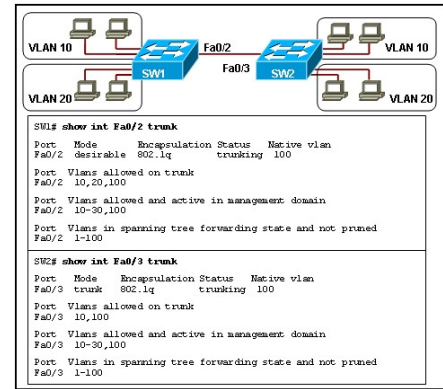 VLAN 10
Fa0/2
VLAN 10
SW1
Fa0/3
SW2
VLAN 20
VLAN 20
SW1# show int Fa0/2 trunk
Port Mode Encapsulation Status Native vlan
Fa0/2 desirable 802.1q trunking 100
Port Vlans allowed on trunk
Fa0/2 10,20,100
Port Vlans allowed and active in management domain
Fa0/2 10-30,100
Port Vlans in spanning tree forwarding state and not pruned
Fa0/2 1-100
SW2# show int Fa0/3 trunk
Port Mode Encapsulation Status Native vlan
Fa0/3 trunk 802.1q trunking 100
Port Vlans allowed on trunk
Fa0/3 10,100
Port Vlans allowed and active in management domain
Fa0/3 10-30,100
Port Vlans in spanning tree forwarding state and not pruned
Fa0/3 1-100